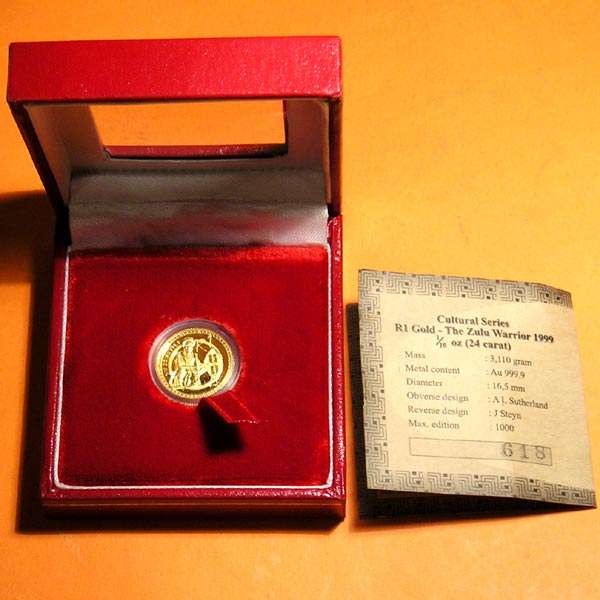 Cultural Series
R1 Gold - The Zulu Warrior 1999
1/10 oz (24 carat)
Mass : 3,110 gram
Metal content : Au 999,9
Diameter : 16,5 mm
Obverse design : A L Sutherland
Reverse design : J Steyn
Max. edition : 1000
618